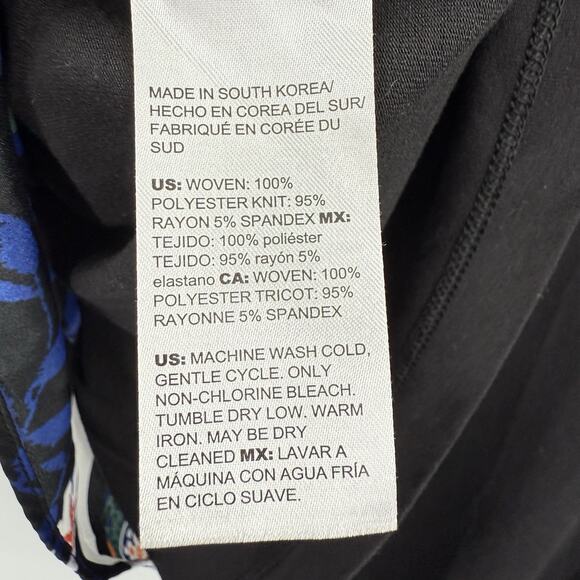 MADE IN SOUTH KOREA/
HECHO EN COREA DEL SUR/
FABRIQUÉ EN CORÉE DU
SUD
US: WOVEN: 100%
POLYESTER KNIT: 95%
RAYON 5% SPANDEX MX:
TEJIDO: 100% poliéster
TEJIDO: 95% rayón 5%
elastano CA: WOVEN: 100%
POLYESTER TRICOT: 95%
RAYONNE 5% SPANDEX
US: MACHINE WASH COLD,
GENTLE CYCLE. ONLY
NON-CHLORINE BLEACH.
TUMBLE DRY LOW. WARM
IRON. MAY BE DRY
CLEANED MX: LAVAR A
MÁQUINA CON AGUA FRÍA
EN CICLO SUAVE.